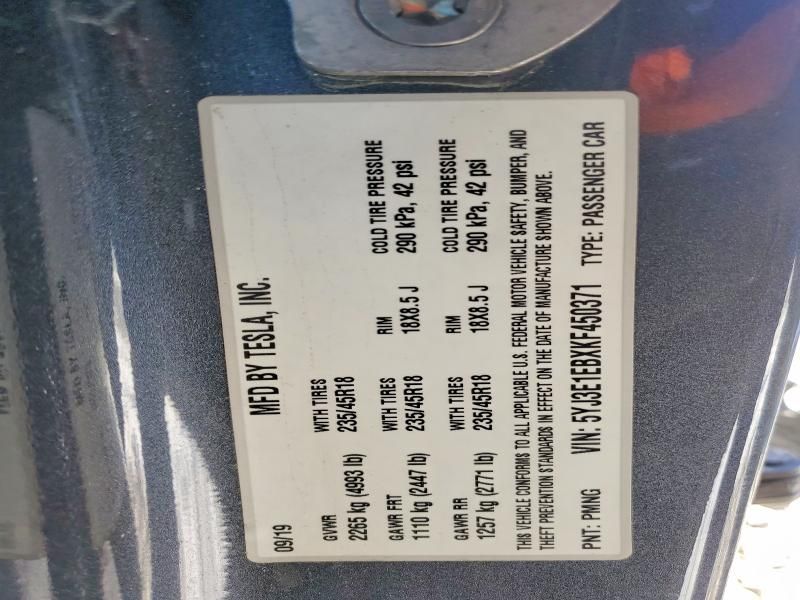 09/19 MFD BY TESLA, INC.
GVWR WITH TIRES
2265 kg (4993 lb) 235/45R18
GAWR FRT WITH TIRES RIM COLD TIRE PRESSURE
1110 kg (2447 lb) 235/45R18 18X8.5 J 290 kPa, 42 psi
GAWR RR WITH TIRES RIM COLD TIRE PRESSURE
1257 kg (2771 lb) 235/45R18 18X8.5 J 290 kPa, 42 psi
THIS VEHICLE CONFORMS TO ALL APPLICABLE U.S. FEDERAL MOTOR VEHICLE SAFETY, BUMPER, AND
THEFT PREVENTION STANDARDS IN EFFECT ON THE DATE OF MANUFACTURE SHOWN ABOVE.
PNT: PMNG VIN: 5YJ3E1EBXKF450371 TYPE: PASSENGER CAR